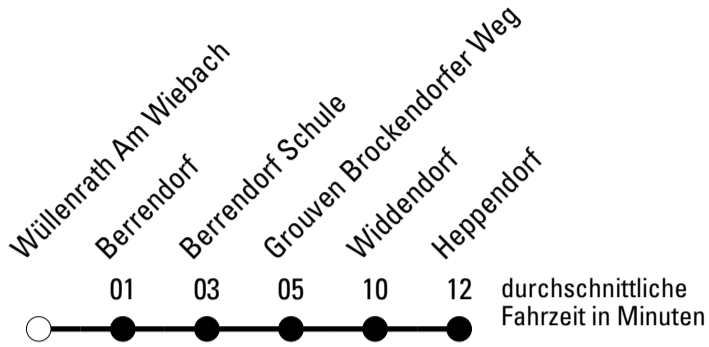 Wüllenrath Am Wiebach
Berrendorf
Berrendorf Schule
Grouven Brockendorfer Weg
Widdendorf
Heppendorf
01 03 05 10 12 durchschnittliche
Fahrzeit in Minuten